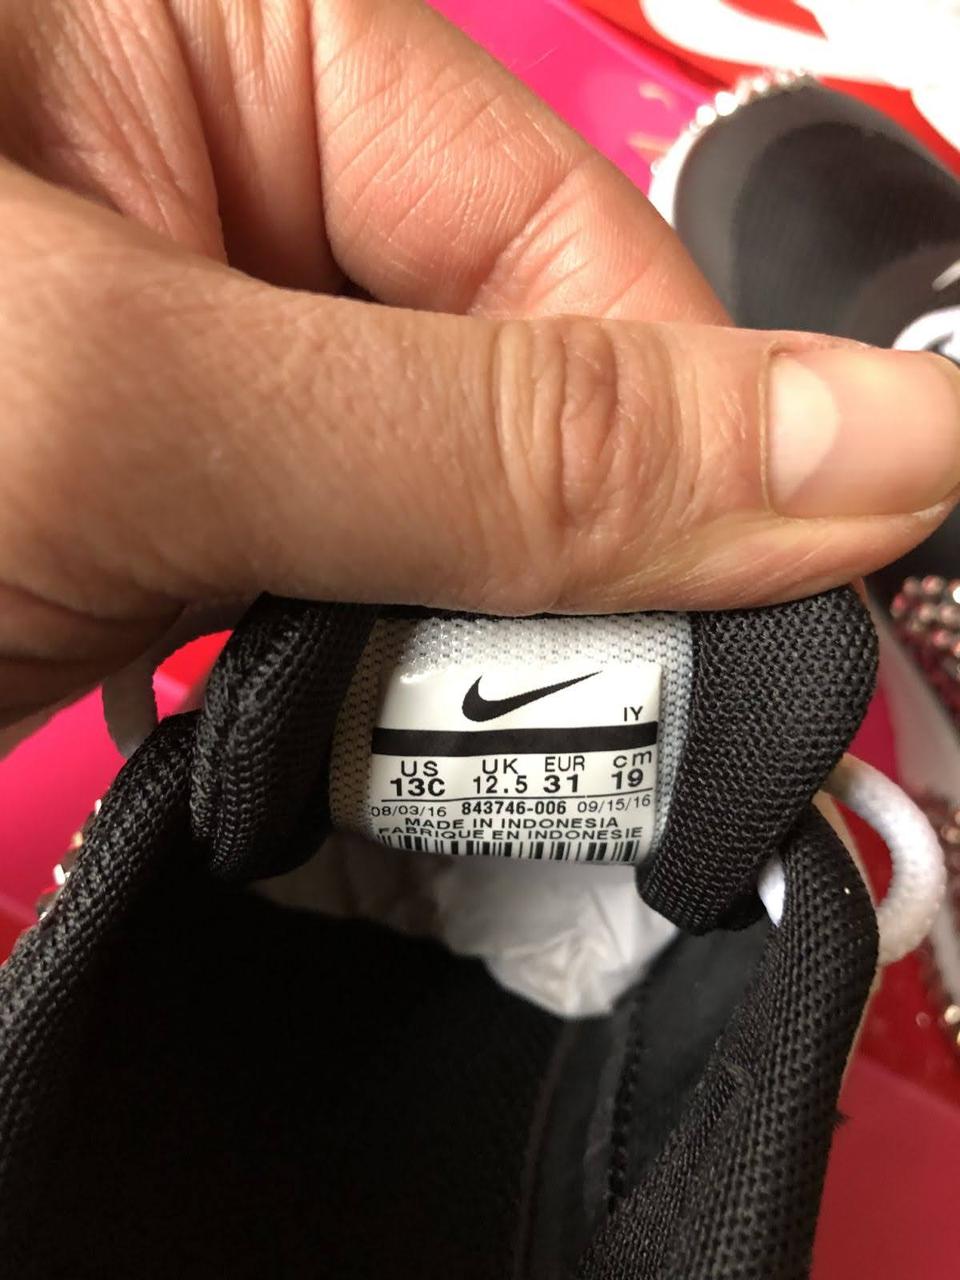 IY
US UK EUR cm
13C 12.5 31 19
08/03/16 843746-006 09/15/16
MADE IN INDONESIA
FABRIQUE EN INDONESIE